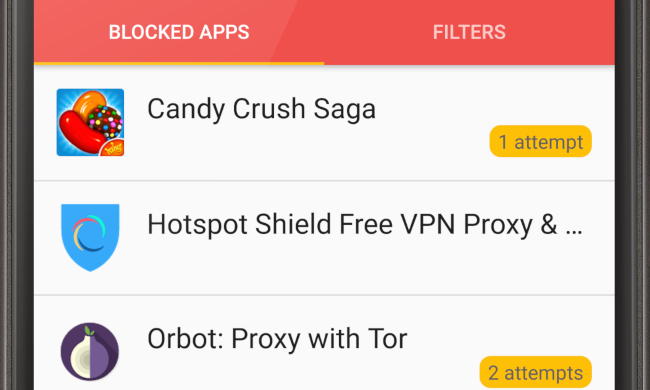 BLOCKED APPS
FILTERS
Candy Crush Saga
King
1 attempt
Hotspot Shield Free VPN Proxy & ...
Orbot: Proxy with Tor
2 attempts